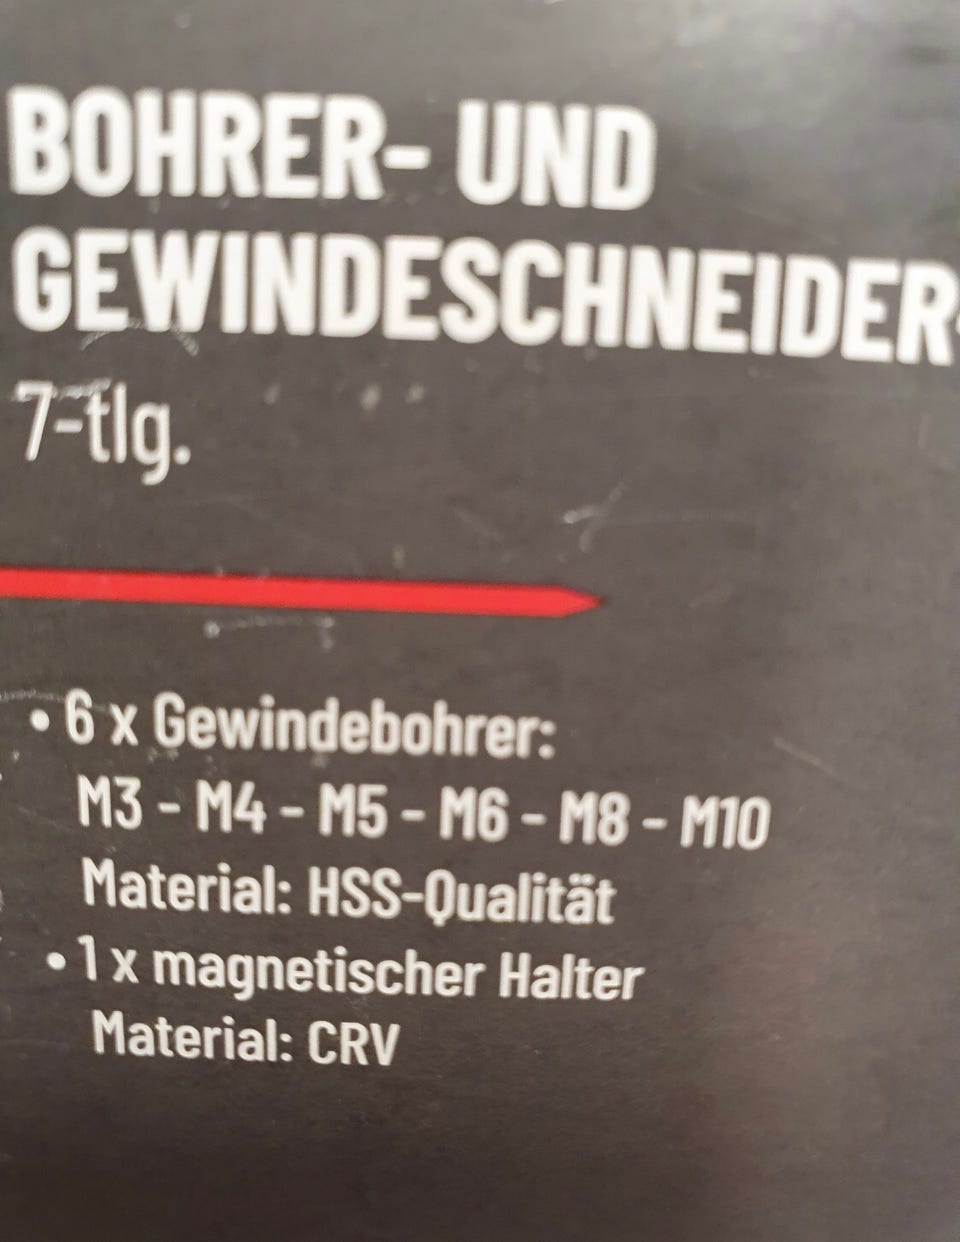 BOHRER- UND
GEWINDESCHNEIDER-
7-tlg.
• 6 x Gewindebohrer:
M3 - M4 - M5 - M6 - M8 - M10
Material: HSS-Qualität
• 1 x magnetischer Halter
Material: CRV